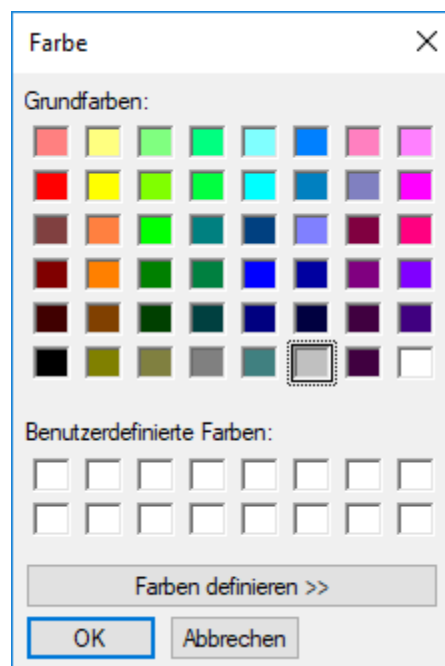 Farbe
Grundfarben:
Benutzerdefinierte Farben:
Farben definieren >>
OK
Abbrechen